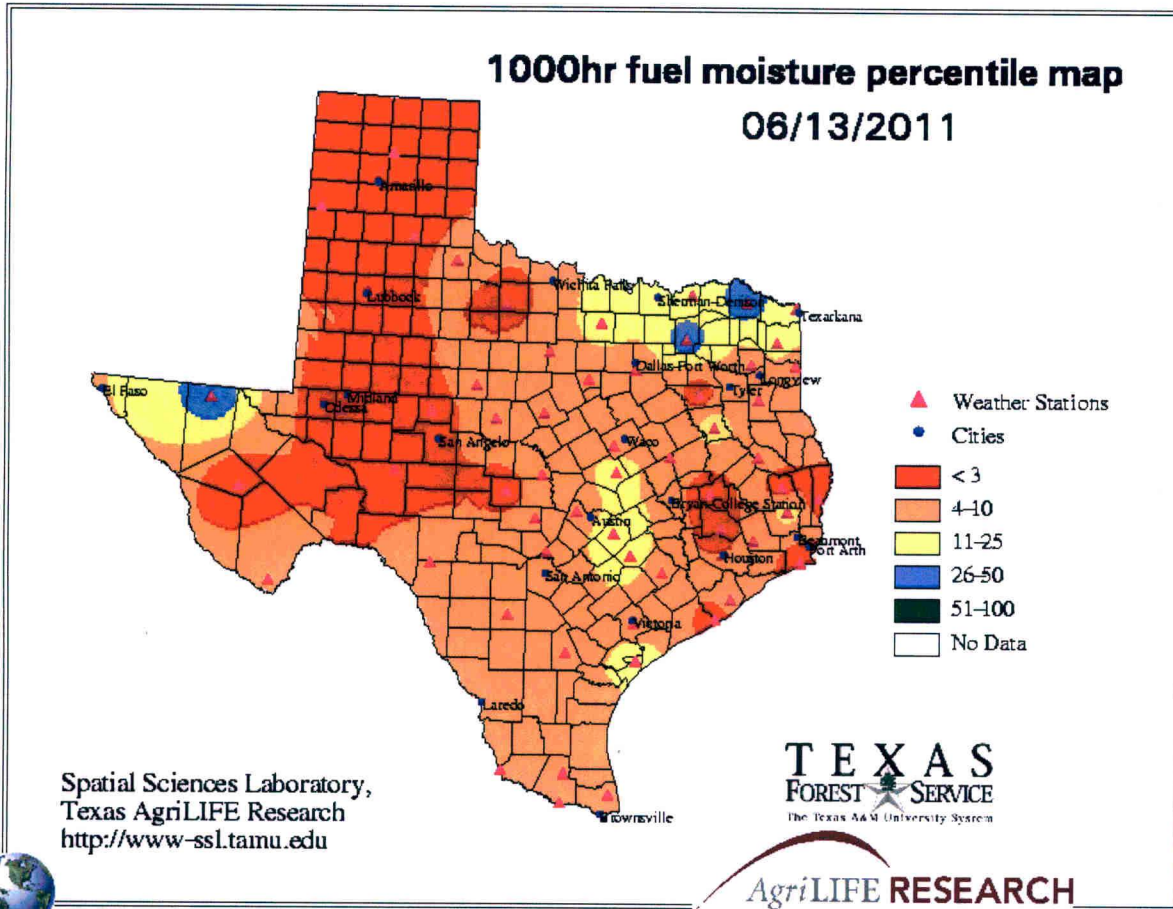 1000hr fuel moisture percentile map
06/13/2011
Amarillo
Lubbock
Wichita Falls
Sherman-Denison
Texarkana
Dallas-Fort Worth
Longview
Tyler
El Paso
Midland
Odessa
San Angelo
Waco
Bryan-College Station
Austin
Beaumont
Port Arth
Houston
San Antonio
Victoria
Laredo
Brownsville
Weather Stations
Cities
< 3
4-10
11-25
26-50
51-100
No Data
Spatial Sciences Laboratory,
Texas AgriLIFE Research
http://www-ssl.tamu.edu
TEXAS
FOREST SERVICE
The Texas A&M University System
AgriLIFE RESEARCH